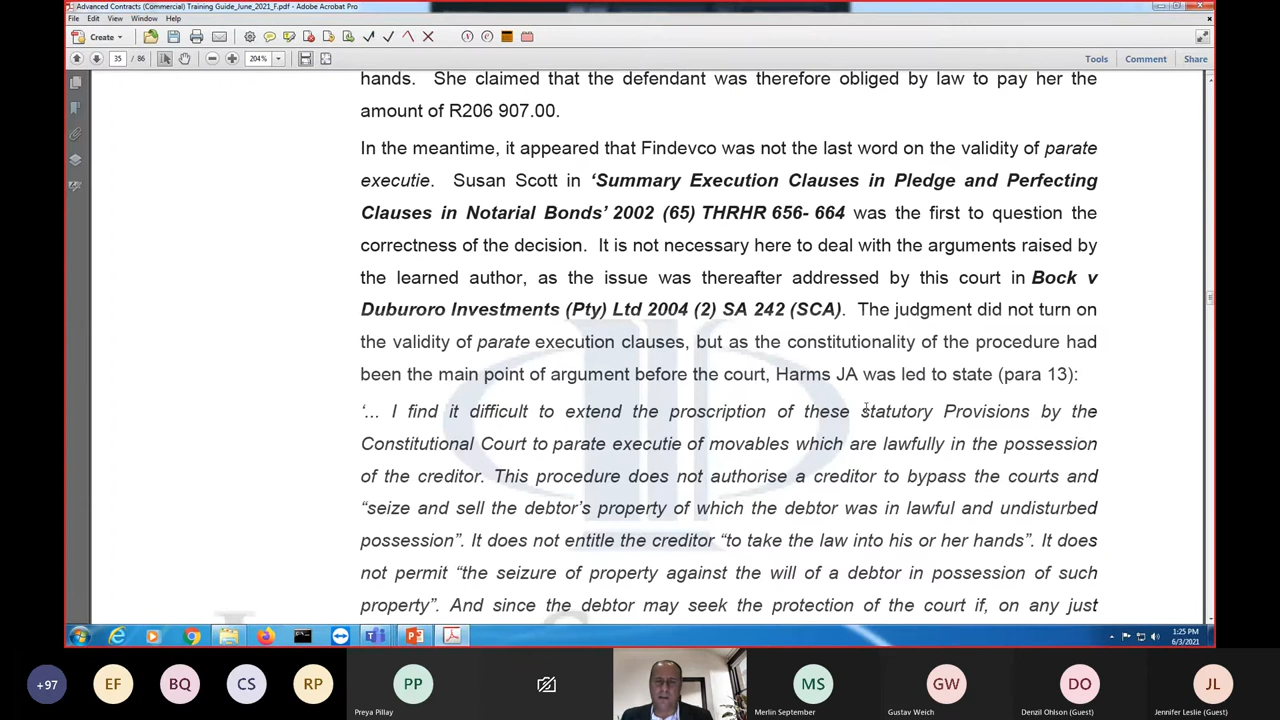 Advanced Contracts (Commercial) Training Guide_June_2021_F.pdf - Adobe Acrobat Pro
File Edit View Window Help
Create
35 / 86 204% Tools Comment Share
hands. She claimed that the defendant was therefore obliged by law to pay her the
amount of R206 907.00.
In the meantime, it appeared that Findevco was not the last word on the validity of parate
executie. Susan Scott in ‘Summary Execution Clauses in Pledge and Perfecting
Clauses in Notarial Bonds’ 2002 (65) THRHR 656- 664 was the first to question the
correctness of the decision. It is not necessary here to deal with the arguments raised by
the learned author, as the issue was thereafter addressed by this court in Bock v
Duburoro Investments (Pty) Ltd 2004 (2) SA 242 (SCA). The judgment did not turn on
the validity of parate execution clauses, but as the constitutionality of the procedure had
been the main point of argument before the court, Harms JA was led to state (para 13):
‘... I find it difficult to extend the proscription of these statutory Provisions by the
Constitutional Court to parate executie of movables which are lawfully in the possession
of the creditor. This procedure does not authorise a creditor to bypass the courts and
“seize and sell the debtor’s property of which the debtor was in lawful and undisturbed
possession”. It does not entitle the creditor “to take the law into his or her hands”. It does
not permit “the seizure of property against the will of a debtor in possession of such
property”. And since the debtor may seek the protection of the court if, on any just
1:25 PM
6/3/2021
+97 EF BQ CS RP PP MS GW DO JL
Preya Pillay Merlin September Gustav Weich Denzil Ohlson (Guest) Jennifer Leslie (Guest)